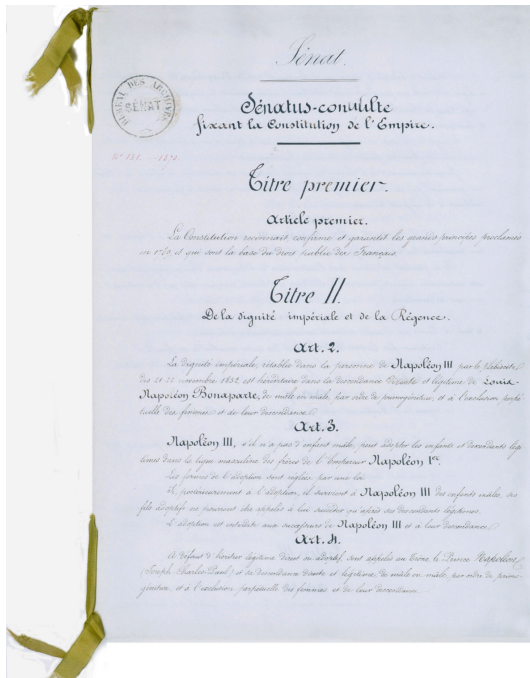 Sénat.
BUREAU DES ARCHIVES
SÉNAT
Sénatus-consulte
fixant la Constitution de l'Empire.
Titre premier.
Article premier.
La Constitution reconnait, confirme et garantit les grands principes proclamés
en 1789, et qui sont la base du droit public des Français.
Titre II.
De la dignité impériale et de la Régence.
Art. 2.
La dignité impériale, rétablie dans la personne de Napoléon III par le plébiscite
des 21-22 novembre 1852, est héréditaire dans la descendance directe et légitime de Louis-
Napoléon Bonaparte, de mâle en mâle, par ordre de primogéniture, et à l'exclusion perpé-
tuelle des femmes et de leur descendance.
Art. 3.
Napoléon III, s'il n'a pas d'enfant mâle, peut adopter les enfants et descendants légi-
times dans la ligne masculine des frères de l'Empereur Napoléon 1er.
Les formes de l'adoption sont réglées par une loi.
Si, postérieurement à l'adoption, il survient à Napoléon III des enfants mâles, ses
fils adoptifs ne pourront être appelés à lui succéder qu'après ses descendants légitimes.
L'adoption est interdite aux successeurs de Napoléon III et à leur descendance.
Art. 4.
A défaut d'héritier légitime direct ou adoptif, sont appelés au trône, le Prince Napoléon
(Joseph-Charles-Paul) et sa descendance directe et légitime, de mâle en mâle, par ordre de primo-
géniture, et à l'exclusion perpétuelle des femmes et de leur descendance.